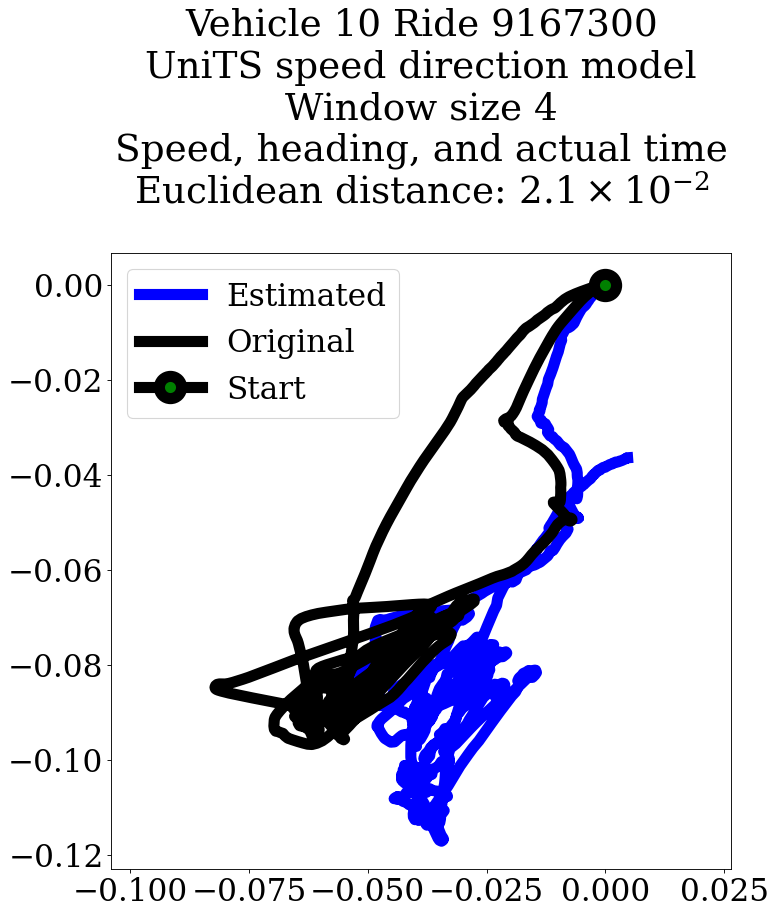 Vehicle 10 Ride 9167300
UniTS speed direction model
Window size 4
Speed, heading, and actual time
Euclidean distance: 2.1 × 10⁻²
Estimated
Original
Start
0.00
−0.02
−0.04
−0.06
−0.08
−0.10
−0.12
−0.100 −0.075 −0.050 −0.025 0.000 0.025